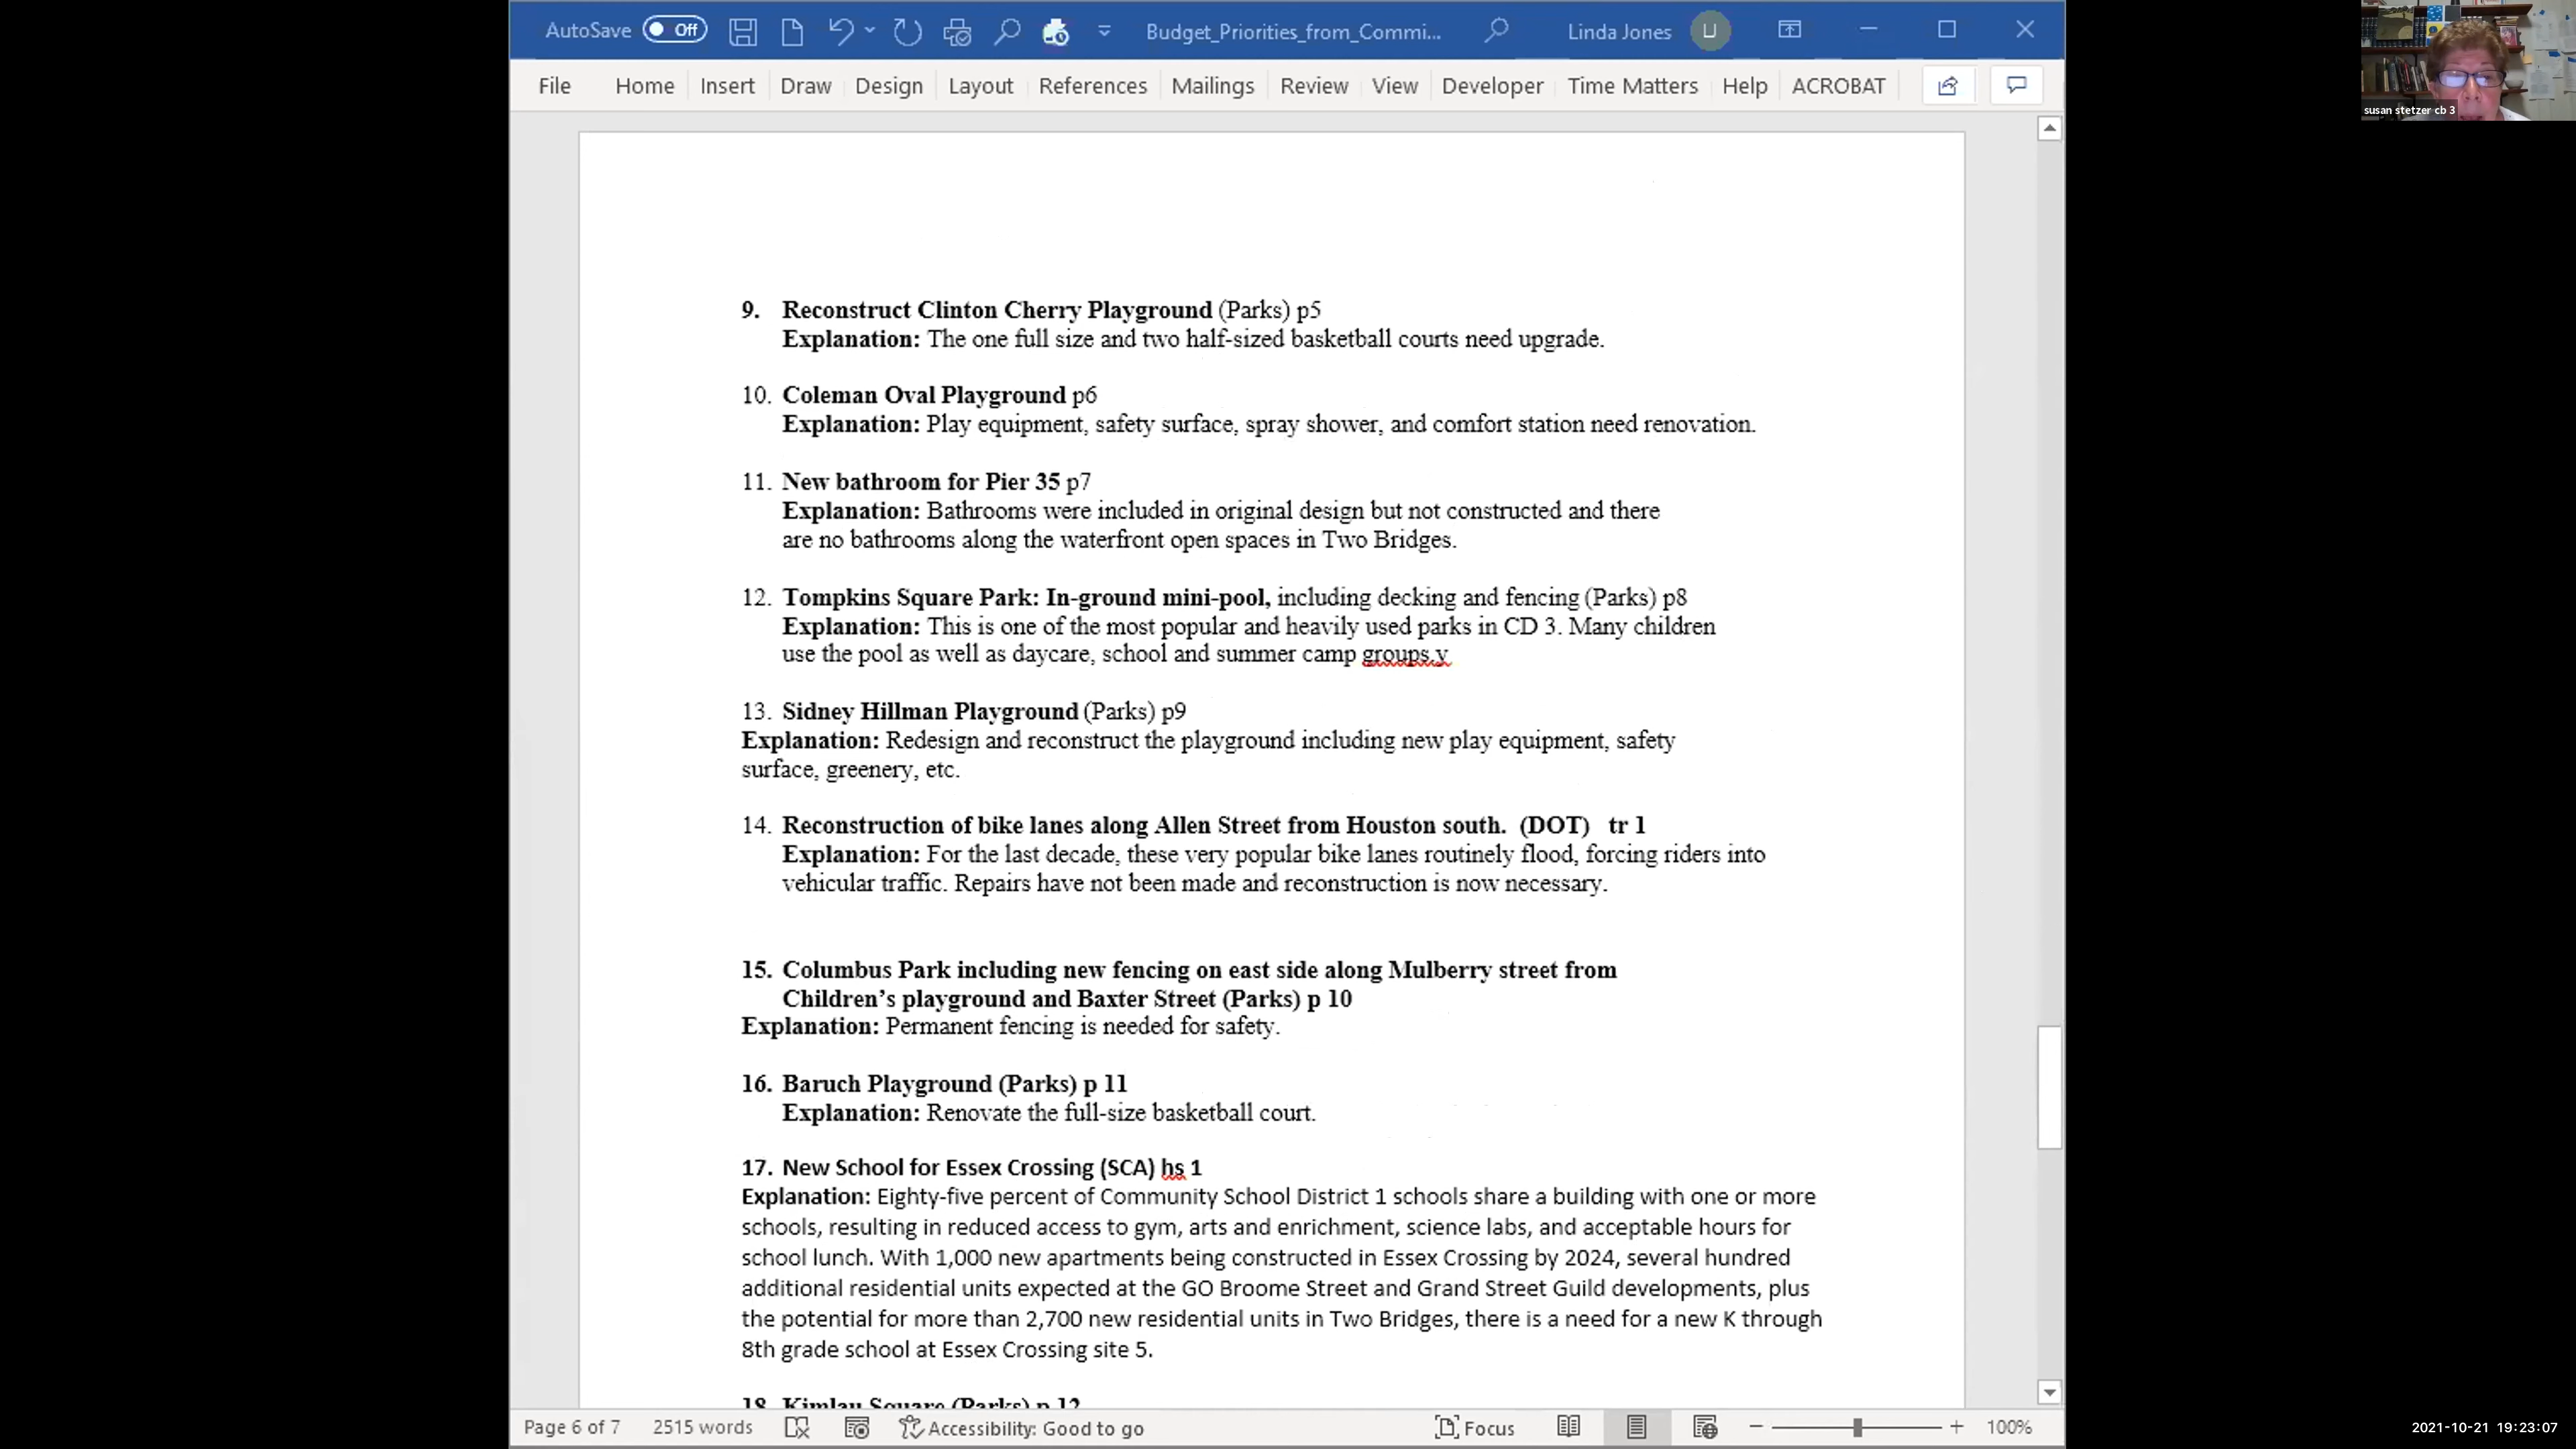 AutoSave Off Budget_Priorities_from_Commi... Linda Jones LJ
File Home Insert Draw Design Layout References Mailings Review View Developer Time Matters Help ACROBAT
susan stetzer cb 3
9. Reconstruct Clinton Cherry Playground (Parks) p5
Explanation: The one full size and two half-sized basketball courts need upgrade.
10. Coleman Oval Playground p6
Explanation: Play equipment, safety surface, spray shower, and comfort station need renovation.
11. New bathroom for Pier 35 p7
Explanation: Bathrooms were included in original design but not constructed and there
are no bathrooms along the waterfront open spaces in Two Bridges.
12. Tompkins Square Park: In-ground mini-pool, including decking and fencing (Parks) p8
Explanation: This is one of the most popular and heavily used parks in CD 3. Many children
use the pool as well as daycare, school and summer camp groups.v
13. Sidney Hillman Playground (Parks) p9
Explanation: Redesign and reconstruct the playground including new play equipment, safety
surface, greenery, etc.
14. Reconstruction of bike lanes along Allen Street from Houston south. (DOT) tr 1
Explanation: For the last decade, these very popular bike lanes routinely flood, forcing riders into
vehicular traffic. Repairs have not been made and reconstruction is now necessary.
15. Columbus Park including new fencing on east side along Mulberry street from
Children's playground and Baxter Street (Parks) p 10
Explanation: Permanent fencing is needed for safety.
16. Baruch Playground (Parks) p 11
Explanation: Renovate the full-size basketball court.
17. New School for Essex Crossing (SCA) hs 1
Explanation: Eighty-five percent of Community School District 1 schools share a building with one or more
schools, resulting in reduced access to gym, arts and enrichment, science labs, and acceptable hours for
school lunch. With 1,000 new apartments being constructed in Essex Crossing by 2024, several hundred
additional residential units expected at the GO Broome Street and Grand Street Guild developments, plus
the potential for more than 2,700 new residential units in Two Bridges, there is a need for a new K through
8th grade school at Essex Crossing site 5.
18. Kimlau Square (Parks) p 12
Page 6 of 7 2515 words Accessibility: Good to go Focus 100%
2021-10-21 19:23:07